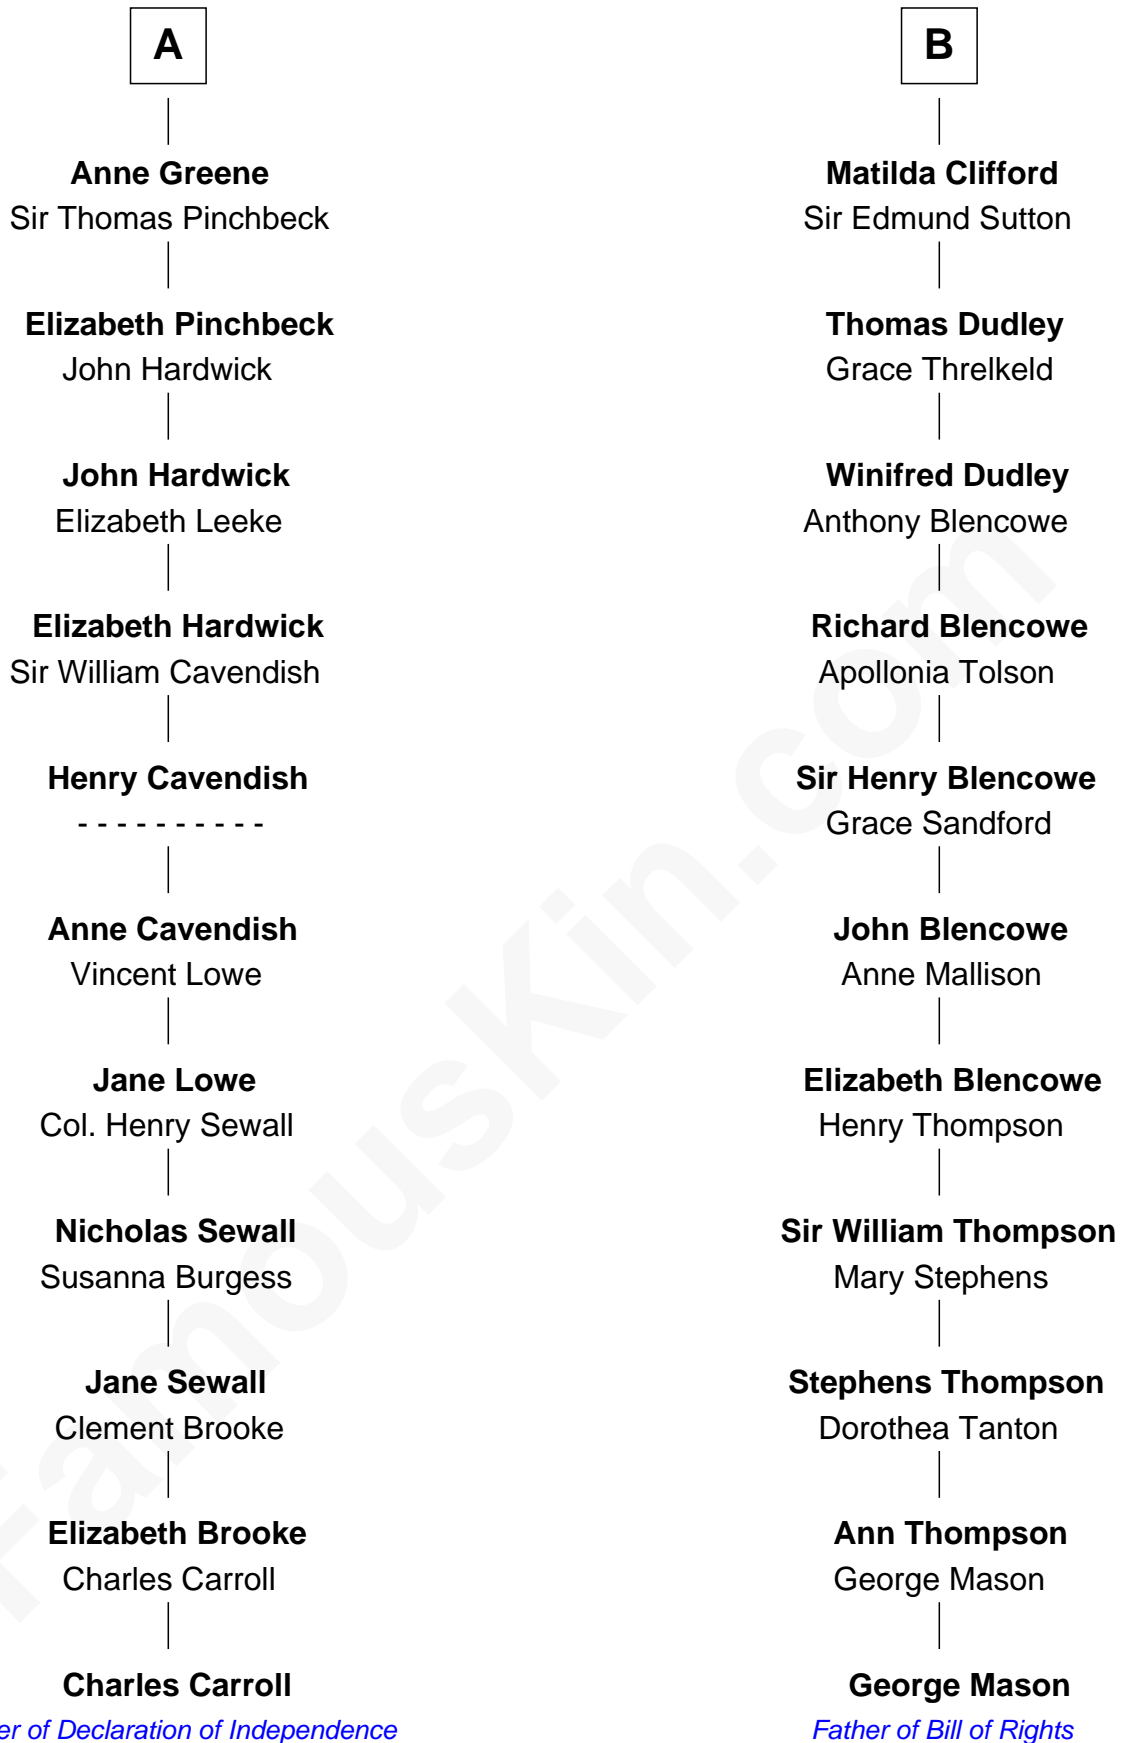 A
Anne Greene
Sir Thomas Pinchbeck
Elizabeth Pinchbeck
John Hardwick
John Hardwick
Elizabeth Leeke
Elizabeth Hardwick
Sir William Cavendish
Henry Cavendish
- - - - - - - - - -
Anne Cavendish
Vincent Lowe
Jane Lowe
Col. Henry Sewall
Nicholas Sewall
Susanna Burgess
Jane Sewall
Clement Brooke
Elizabeth Brooke
Charles Carroll
Charles Carroll
er of Declaration of Independence
B
Matilda Clifford
Sir Edmund Sutton
Thomas Dudley
Grace Threlkeld
Winifred Dudley
Anthony Blencowe
Richard Blencowe
Apollonia Tolson
Sir Henry Blencowe
Grace Sandford
John Blencowe
Anne Mallison
Elizabeth Blencowe
Henry Thompson
Sir William Thompson
Mary Stephens
Stephens Thompson
Dorothea Tanton
Ann Thompson
George Mason
George Mason
Father of Bill of Rights
FamousKin.com